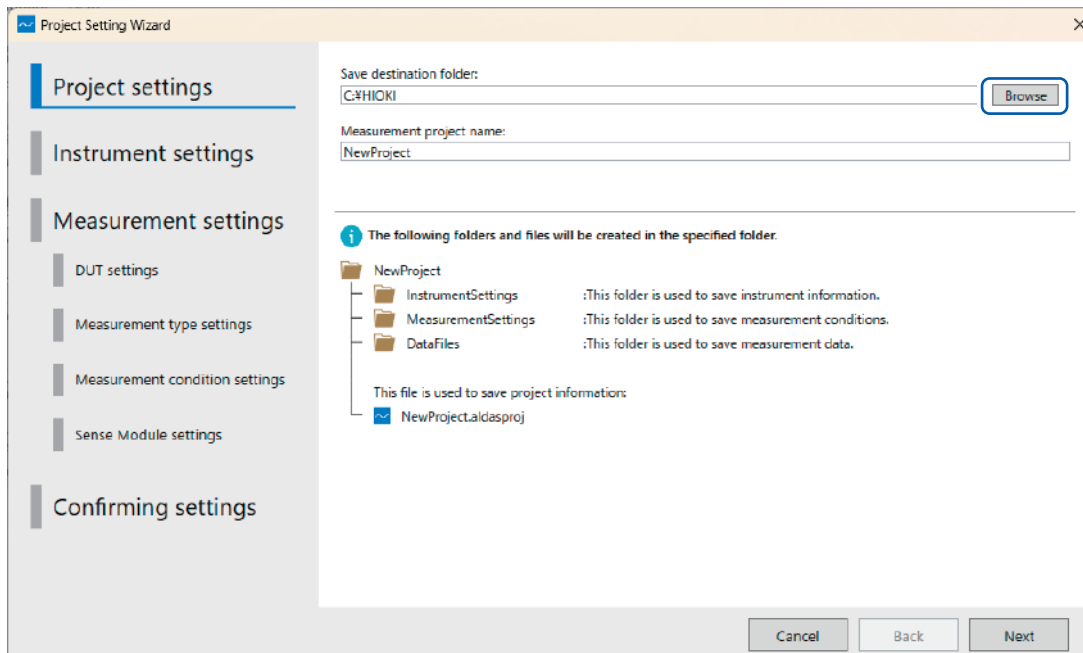 Project Setting Wizard
Project settings
Instrument settings
Measurement settings
DUT settings
Measurement type settings
Measurement condition settings
Sense Module settings
Confirming settings
Save destination folder:
C:¥HIOKI
Browse
Measurement project name:
NewProject
The following folders and files will be created in the specified folder.
NewProject
InstrumentSettings :This folder is used to save instrument information.
MeasurementSettings :This folder is used to save measurement conditions.
DataFiles :This folder is used to save measurement data.
This file is used to save project information:
NewProject.aldasproj
Cancel Back Next